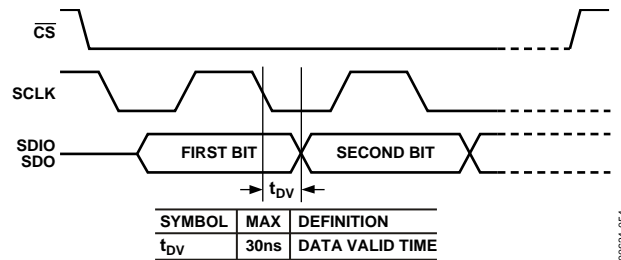 CS
SCLK
SDIO
SDO
FIRST BIT
SECOND BIT
tDV
SYMBOL MAX DEFINITION
tDV 30ns DATA VALID TIME